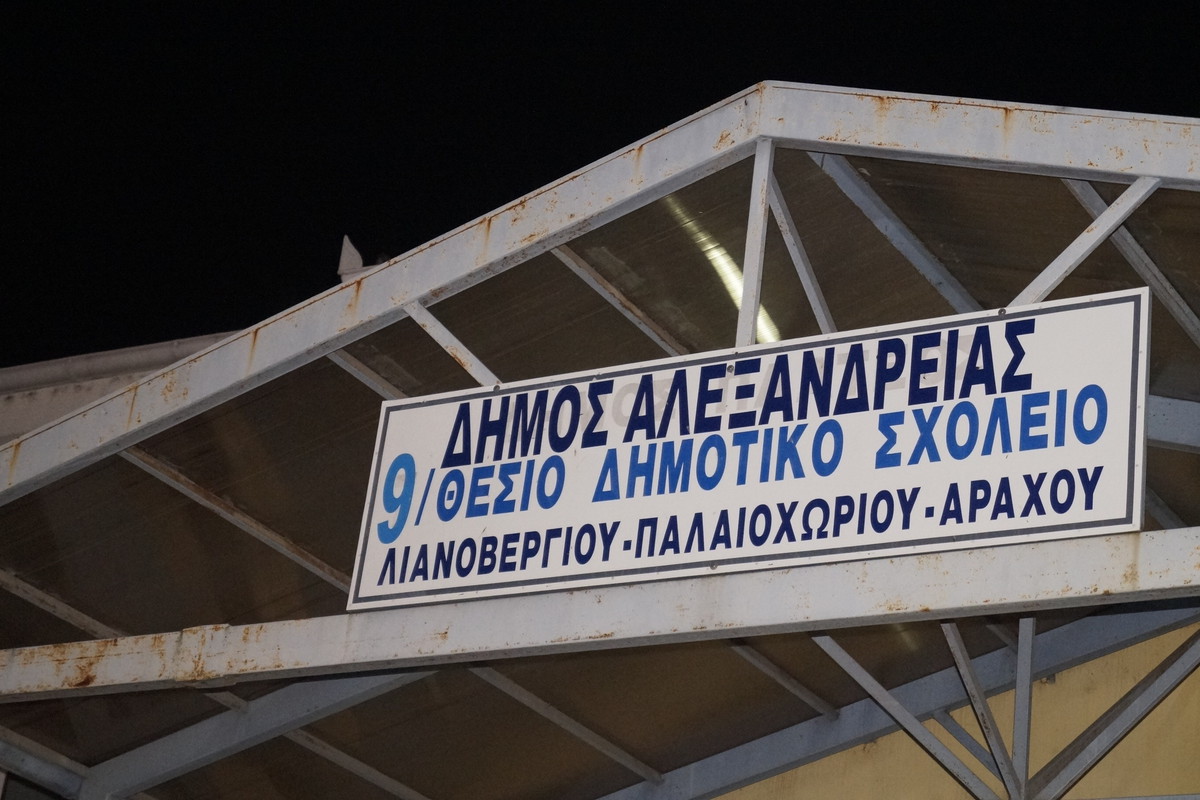 ΔΗΜΟΣ ΑΛΕΞΑΝΔΡΕΙΑΣ
9/ΘΕΣΙΟ ΔΗΜΟΤΙΚΟ ΣΧΟΛΕΙΟ
ΛΙΑΝΟΒΕΡΓΙΟΥ-ΠΑΛΑΙΟΧΩΡΙΟΥ-ΑΡΑΧΟΥ